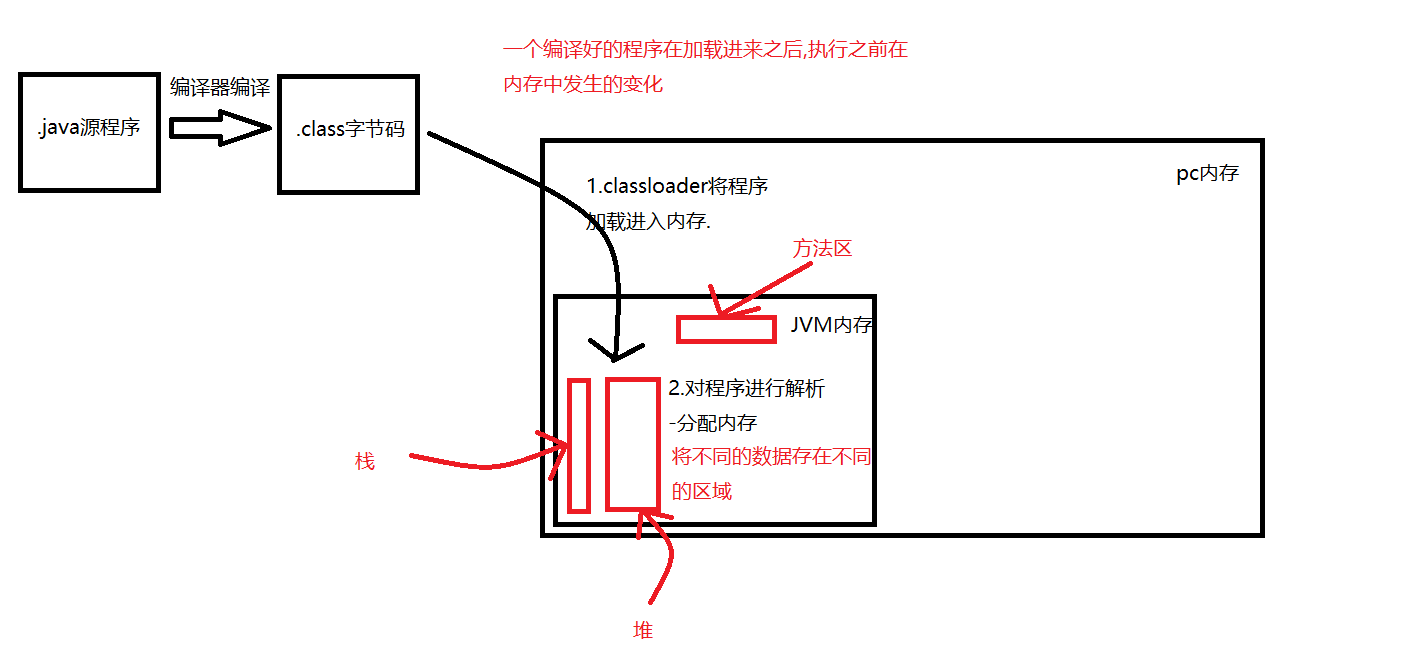 一个编译好的程序在加载进来之后,执行之前在
内存中发生的变化
编译器编译
.java源程序
.class字节码
pc内存
1.classloader将程序
加载进入内存.
方法区
JVM内存
2.对程序进行解析
-分配内存
将不同的数据存在不同
的区域
栈
堆